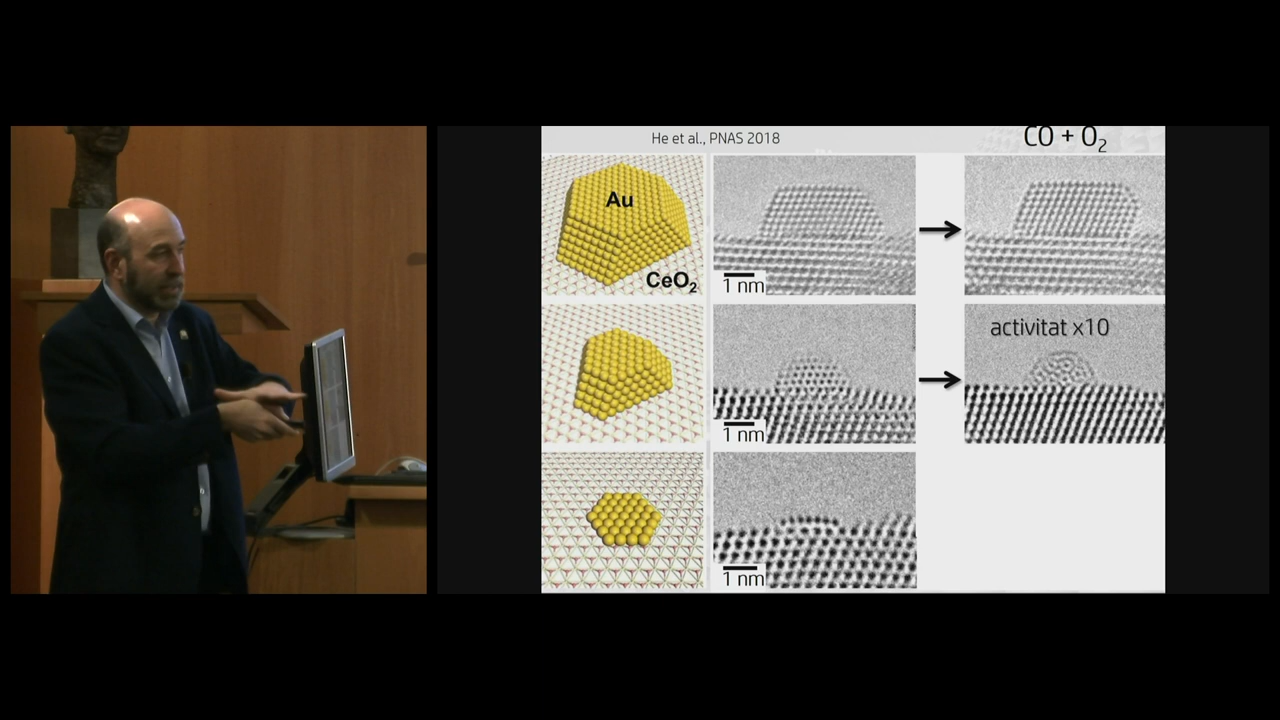 He et al., PNAS 2018
CO + O₂
Au
CeO₂
1 nm
activitat x10
1 nm
1 nm